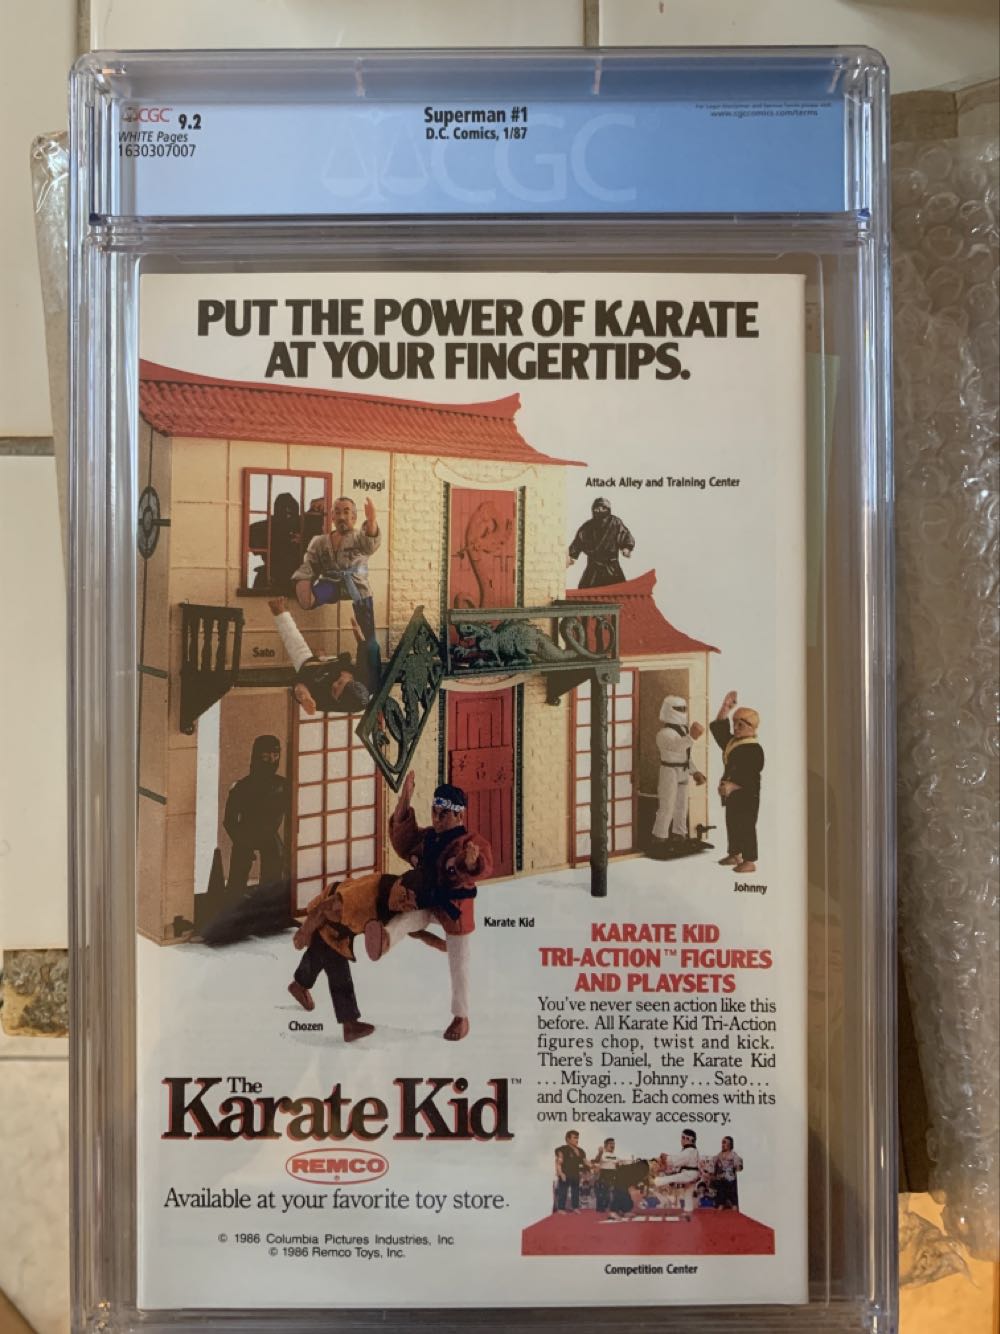 CGC 9.2
WHITE Pages
1630307007
Superman #1
D.C. Comics, 1/87
www.cgccomics.com/terms
CGC
PUT THE POWER OF KARATE
AT YOUR FINGERTIPS.
Miyagi
Attack Alley and Training Center
Sato
Johnny
Karate Kid
Chozen
KARATE KID
TRI-ACTION™ FIGURES
AND PLAYSETS
You've never seen action like this
before. All Karate Kid Tri-Action
figures chop, twist and kick.
There's Daniel, the Karate Kid
...Miyagi...Johnny...Sato...
and Chozen. Each comes with its
own breakaway accessory.
The
Karate Kid™
REMCO®
Available at your favorite toy store.
© 1986 Columbia Pictures Industries, Inc
© 1986 Remco Toys, Inc.
Competition Center